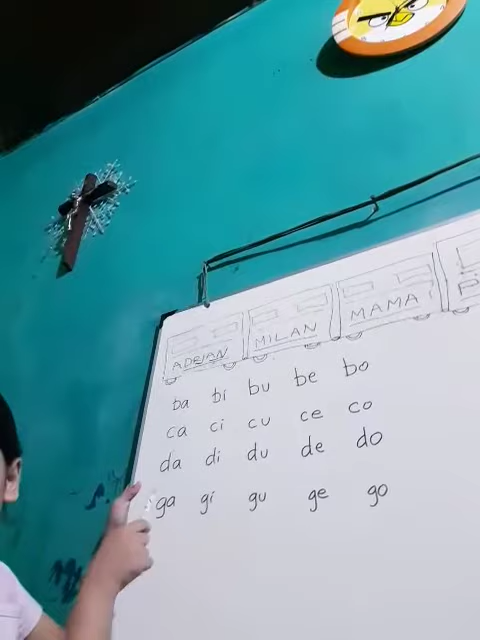 ADRIAN MILAN MAMA
ba bi bu be bo
ca ci cu ce co
da di du de do
ga gi gu ge go